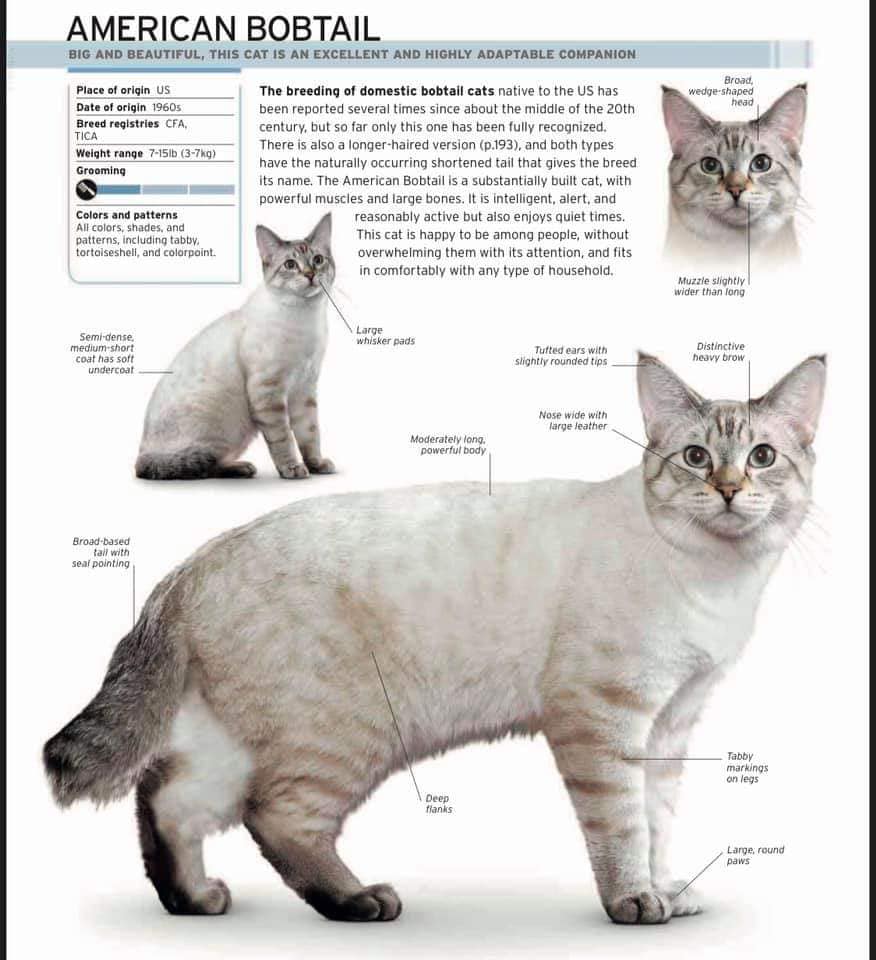 AMERICAN BOBTAIL
BIG AND BEAUTIFUL, THIS CAT IS AN EXCELLENT AND HIGHLY ADAPTABLE COMPANION
Place of origin US
Date of origin 1960s
Breed registries CFA,
TICA
Weight range 7-15lb (3-7kg)
Grooming
Colors and patterns
All colors, shades, and
patterns, including tabby,
tortoiseshell, and colorpoint.
The breeding of domestic bobtail cats native to the US has
been reported several times since about the middle of the 20th
century, but so far only this one has been fully recognized.
There is also a longer-haired version (p.193), and both types
have the naturally occurring shortened tail that gives the breed
its name. The American Bobtail is a substantially built cat, with
powerful muscles and large bones. It is intelligent, alert, and
reasonably active but also enjoys quiet times.
This cat is happy to be among people, without
overwhelming them with its attention, and fits
in comfortably with any type of household.
Broad,
wedge-shaped
head
Muzzle slightly
wider than long
Large
whisker pads
Semi-dense,
medium-short
coat has soft
undercoat
Tufted ears with
slightly rounded tips
Distinctive
heavy brow
Nose wide with
large leather
Moderately long,
powerful body
Broad-based
tail with
seal pointing
Deep
flanks
Tabby
markings
on legs
Large, round
paws